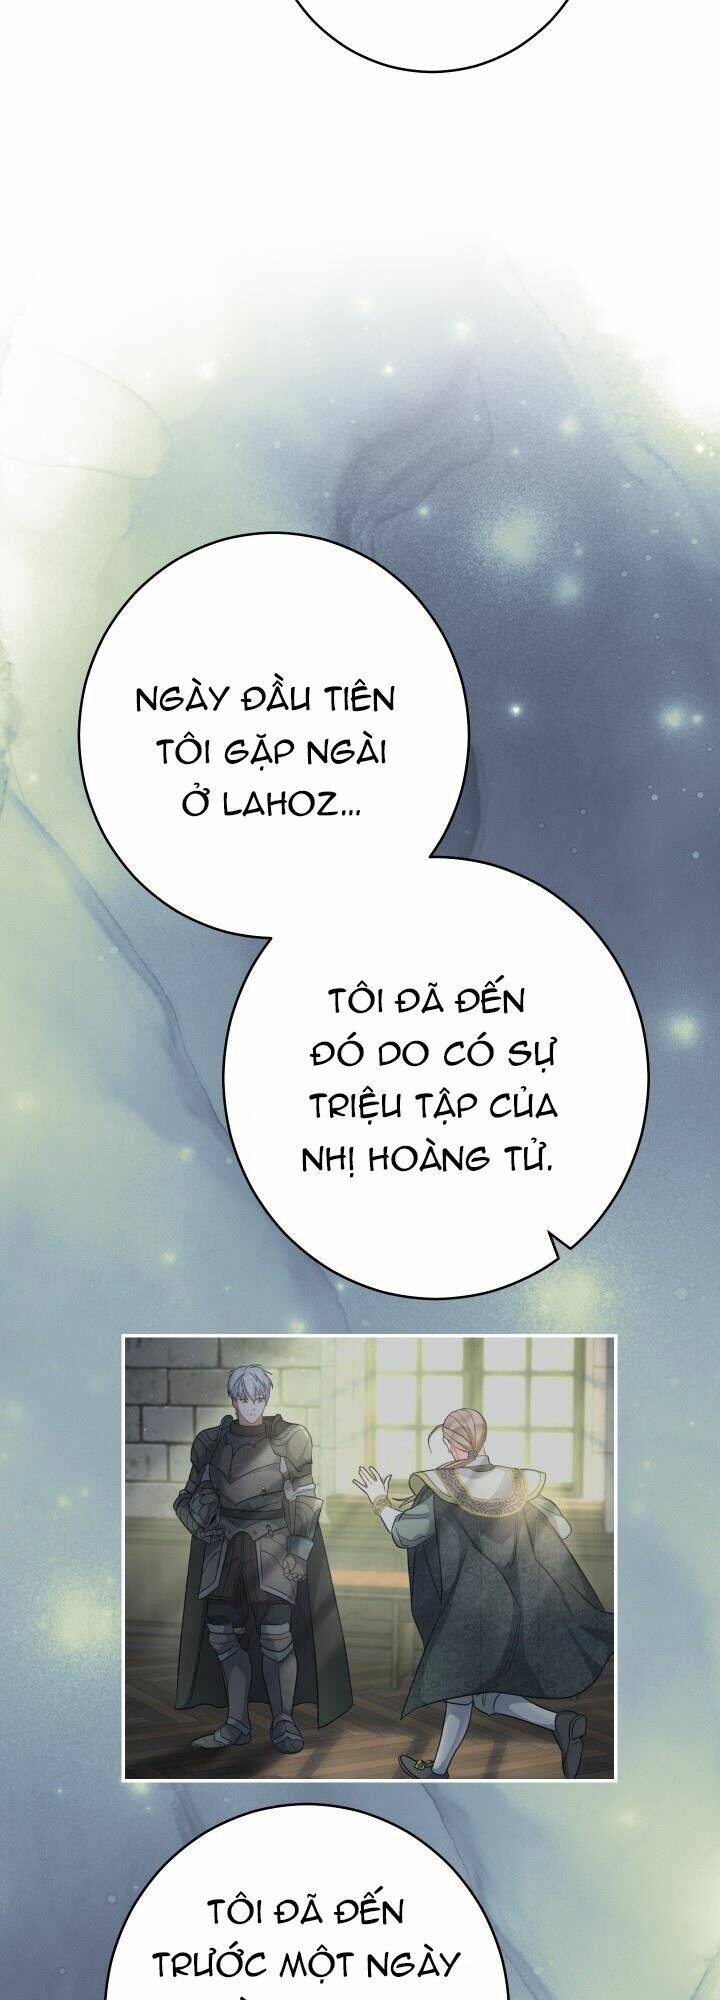 NGÀY ĐẦU TIÊN
TÔI GẶP NGÀI
Ở LAHOZ...
TÔI ĐÃ ĐẾN
ĐÓ DO CÓ SỰ
TRIỆU TẬP CỦA
NHỊ HOÀNG TỬ.
TÔI ĐÃ ĐẾN
TRƯỚC MỘT NGÀY